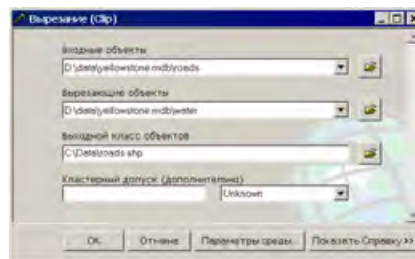 Вырезание (Clip)
Входные объекты
D:\data\yellowstone.mdb\roads
Вырезающие объекты
D:\data\yellowstone.mdb\water
Выходной класс объектов
C:\Data\roads.shp
Кластерный допуск (дополнительно)
Unknown
OK Отмена Параметры среды... Показать Справку >>